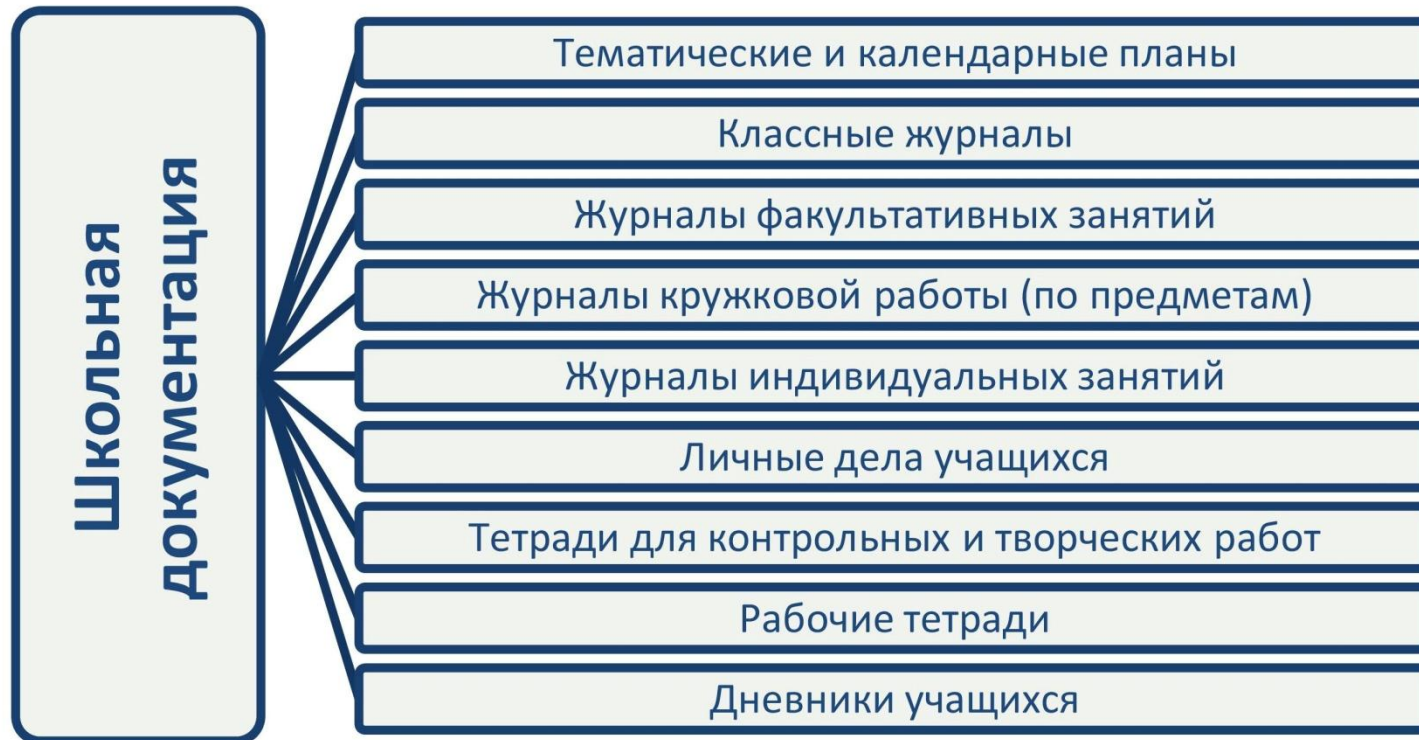 Школьная
документация
Тематические и календарные планы
Классные журналы
Журналы факультативных занятий
Журналы кружковой работы (по предметам)
Журналы индивидуальных занятий
Личные дела учащихся
Тетради для контрольных и творческих работ
Рабочие тетради
Дневники учащихся